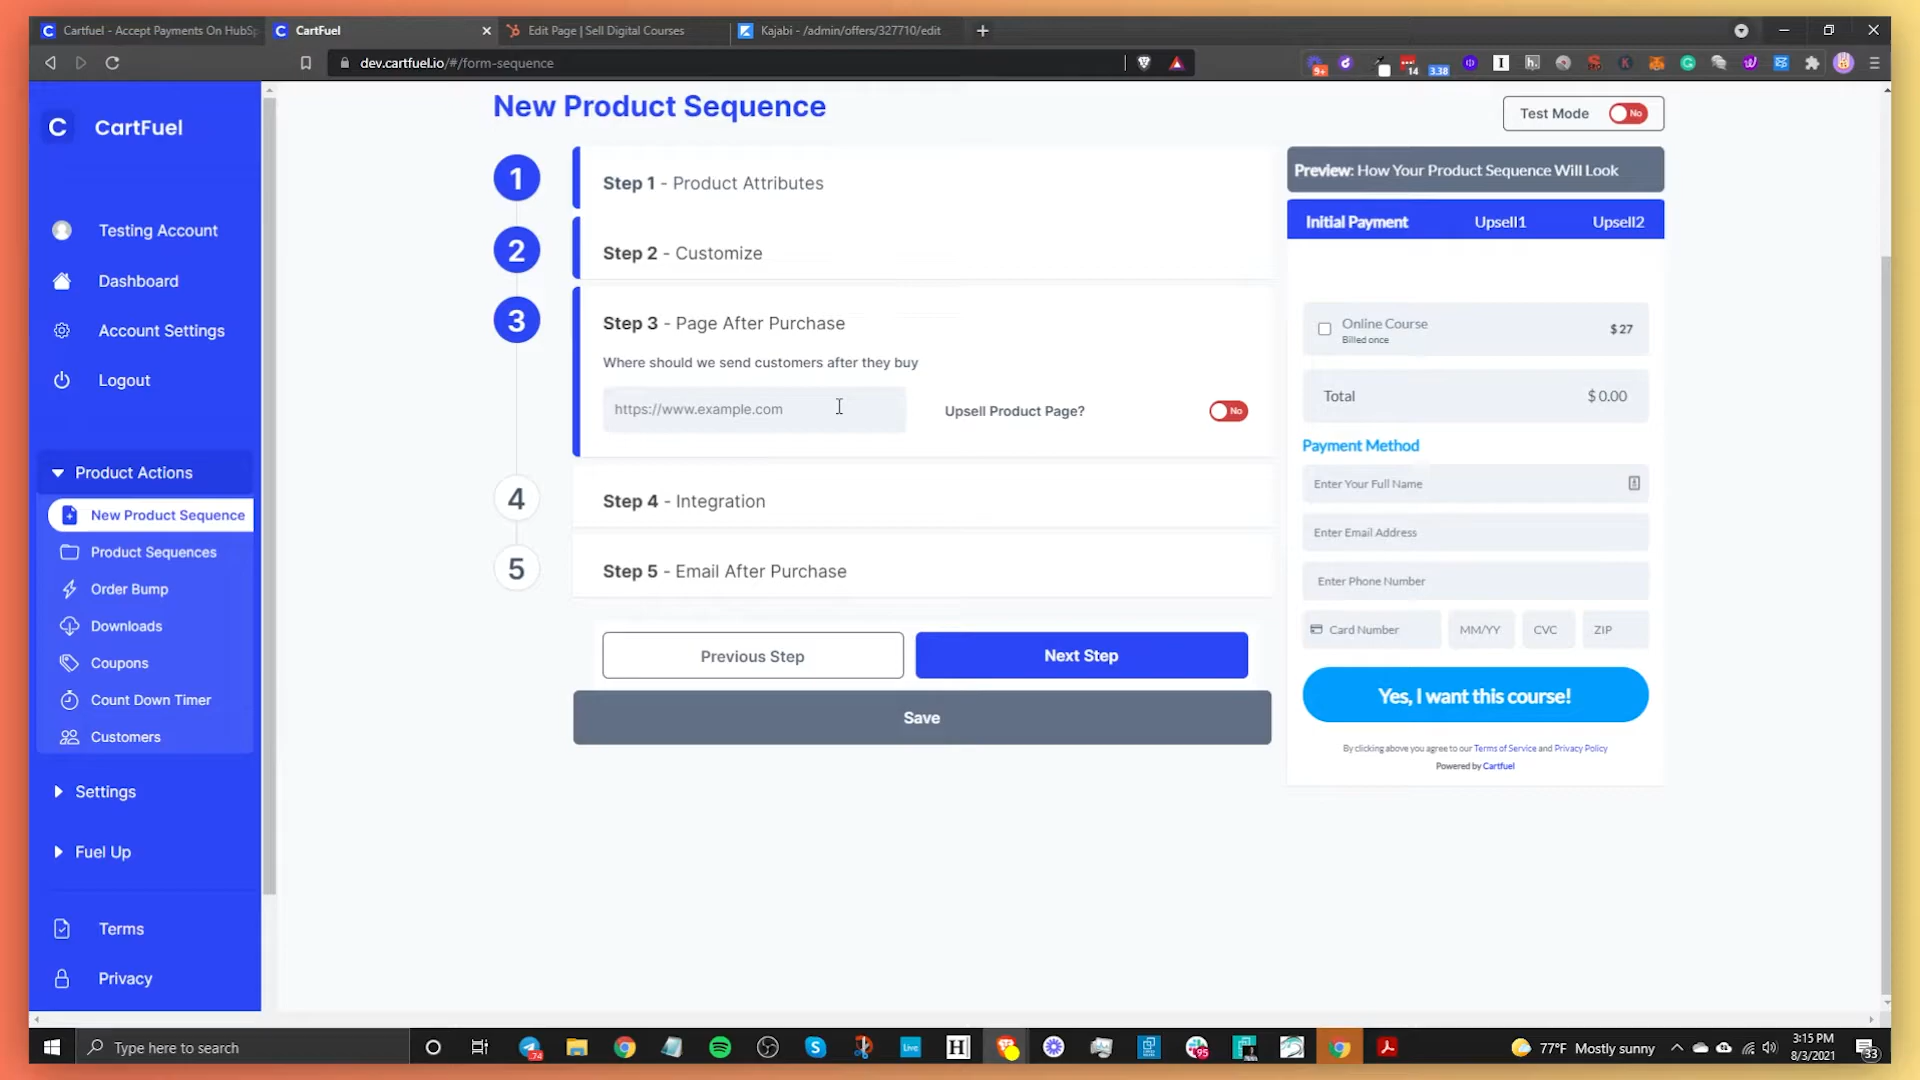 Cartfuel - Accept Payments On HubSp
CartFuel
Edit Page | Sell Digital Courses
Kajabi - /admin/offers/327710/edit
dev.cartfuel.io/#/form-sequence
9+
14
3.38
C
CartFuel
Testing Account
Dashboard
Account Settings
Logout
Product Actions
New Product Sequence
Product Sequences
Order Bump
Downloads
Coupons
Count Down Timer
Customers
Settings
Fuel Up
Terms
Privacy
New Product Sequence
Test Mode
No
1
Step 1 - Product Attributes
2
Step 2 - Customize
3
Step 3 - Page After Purchase
Where should we send customers after they buy
https://www.example.com
Upsell Product Page?
No
4
Step 4 - Integration
5
Step 5 - Email After Purchase
Previous Step
Next Step
Save
Preview: How Your Product Sequence Will Look
Initial Payment
Upsell1
Upsell2
Online Course
Billed once
$ 27
Total
$ 0.00
Payment Method
Enter Your Full Name
Enter Email Address
Enter Phone Number
Card Number
MM/YY
CVC
ZIP
Yes, I want this course!
By clicking above you agree to our Terms of Service and Privacy Policy
Powered by Cartfuel
Type here to search
74
Live
H
95
77°F Mostly sunny
3:15 PM
8/3/2021
33